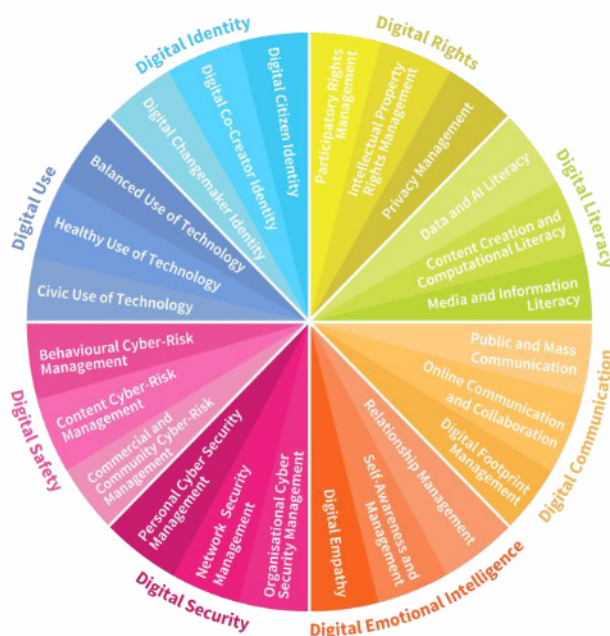 Digital Identity
Digital Changemaker Identity
Digital Co-Creator Identity
Digital Citizen Identity
Digital Rights
Participatory Rights
Management
Intellectual Property
Rights Management
Privacy Management
Digital Literacy
Data and AI Literacy
Content Creation and
Computational Literacy
Media and Information
Literacy
Digital Communication
Public and Mass
Communication
Online Communication
and Collaboration
Digital Footprint
Management
Digital Emotional Intelligence
Relationship Management
Self-Awareness and
Management
Digital Empathy
Digital Security
Organisational Cyber
Security Management
Network Security
Management
Personal Cyber Security
Management
Digital Safety
Commercial and
Community Cyber-Risk
Management
Content Cyber-Risk
Management
Behavioural Cyber-Risk
Management
Digital Use
Civic Use of Technology
Healthy Use of Technology
Balanced Use of Technology